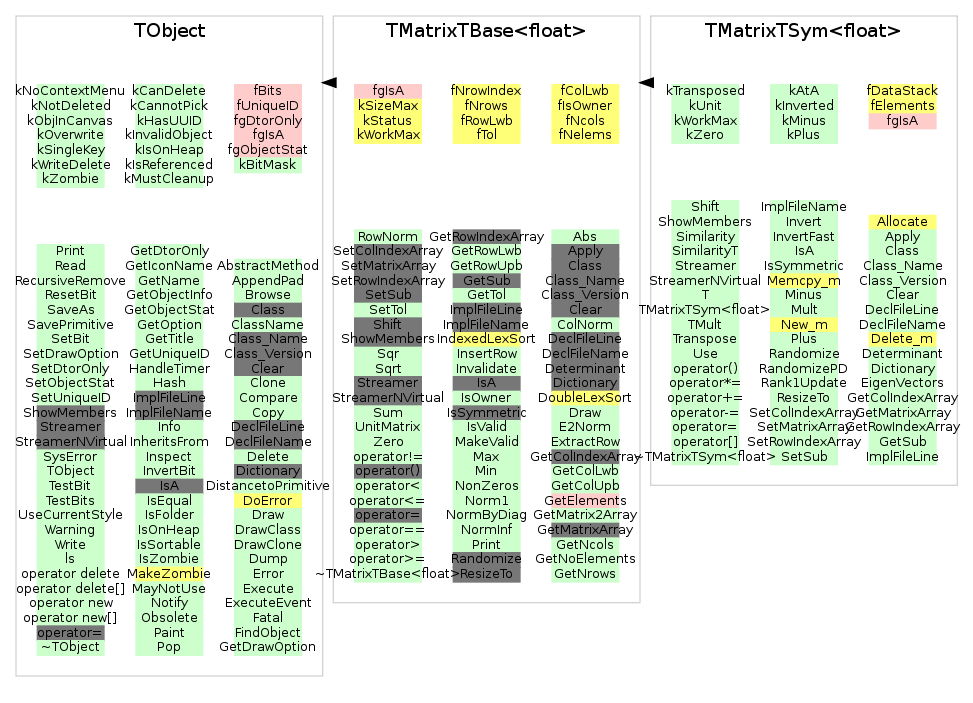 TObject
kNoContextMenu
kNotDeleted
kObjInCanvas
kOverwrite
kSingleKey
kWriteDelete
kZombie
kCanDelete
kCannotPick
kHasUUID
kInvalidObject
kIsOnHeap
kIsReferenced
kMustCleanup
fBits
fUniqueID
fgDtorOnly
fgIsA
fgObjectStat
kBitMask
Print
Read
RecursiveRemove
ResetBit
SaveAs
SavePrimitive
SetBit
SetDrawOption
SetDtorOnly
SetObjectStat
SetUniqueID
ShowMembers
Streamer
StreamerNVirtual
SysError
TObject
TestBit
TestBits
UseCurrentStyle
Warning
Write
ls
operator delete
operator delete[]
operator new
operator new[]
operator=
~TObject
GetDtorOnly
GetIconName
GetName
GetObjectInfo
GetObjectStat
GetOption
GetTitle
GetUniqueID
HandleTimer
Hash
ImplFileLine
ImplFileName
Info
InheritsFrom
Inspect
InvertBit
IsA
IsEqual
IsFolder
IsOnHeap
IsSortable
IsZombie
MakeZombie
MayNotUse
Notify
Obsolete
Paint
Pop
AbstractMethod
AppendPad
Browse
Class
ClassName
Class_Name
Class_Version
Clear
Clone
Compare
Copy
DeclFileLine
DeclFileName
Delete
Dictionary
DistancetoPrimitive
DoError
Draw
DrawClass
DrawClone
Dump
Error
Execute
ExecuteEvent
Fatal
FindObject
GetDrawOption
TMatrixTBase<float>
fgIsA
kSizeMax
kStatus
kWorkMax
fNrowIndex
fNrows
fRowLwb
fTol
fColLwb
fIsOwner
fNcols
fNelems
RowNorm
SetColIndexArray
SetMatrixArray
SetRowIndexArray
SetSub
SetTol
Shift
ShowMembers
Sqr
Sqrt
Streamer
StreamerNVirtual
Sum
UnitMatrix
Zero
operator!=
operator()
operator<
operator<=
operator=
operator==
operator>
operator>=
~TMatrixTBase<float>
GetRowIndexArray
GetRowLwb
GetRowUpb
GetSub
GetTol
ImplFileLine
ImplFileName
IndexedLexSort
InsertRow
Invalidate
IsA
IsOwner
IsSymmetric
IsValid
MakeValid
Max
Min
NonZeros
Norm1
NormByDiag
NormInf
Print
Randomize
ResizeTo
Abs
Apply
Class
Class_Name
Class_Version
Clear
ColNorm
DeclFileLine
DeclFileName
Determinant
Dictionary
DoubleLexSort
Draw
E2Norm
ExtractRow
GetColIndexArray
GetColLwb
GetColUpb
GetElements
GetMatrix2Array
GetMatrixArray
GetNcols
GetNoElements
GetNrows
TMatrixTSym<float>
kTransposed
kUnit
kWorkMax
kZero
kAtA
kInverted
kMinus
kPlus
fDataStack
fElements
fgIsA
Shift
ShowMembers
Similarity
SimilarityT
Streamer
StreamerNVirtual
T
TMatrixTSym<float>
TMult
Transpose
Use
operator()
operator*=
operator+=
operator-=
operator=
operator[]
~TMatrixTSym<float>
ImplFileName
Invert
InvertFast
IsA
IsSymmetric
Memcpy_m
Minus
Mult
New_m
Plus
Randomize
RandomizePD
Rank1Update
ResizeTo
SetColIndexArray
SetMatrixArray
SetRowIndexArray
SetSub
Allocate
Apply
Class
Class_Name
Class_Version
Clear
DeclFileLine
DeclFileName
Delete_m
Determinant
Dictionary
EigenVectors
GetColIndexArray
GetMatrixArray
GetRowIndexArray
GetSub
ImplFileLine